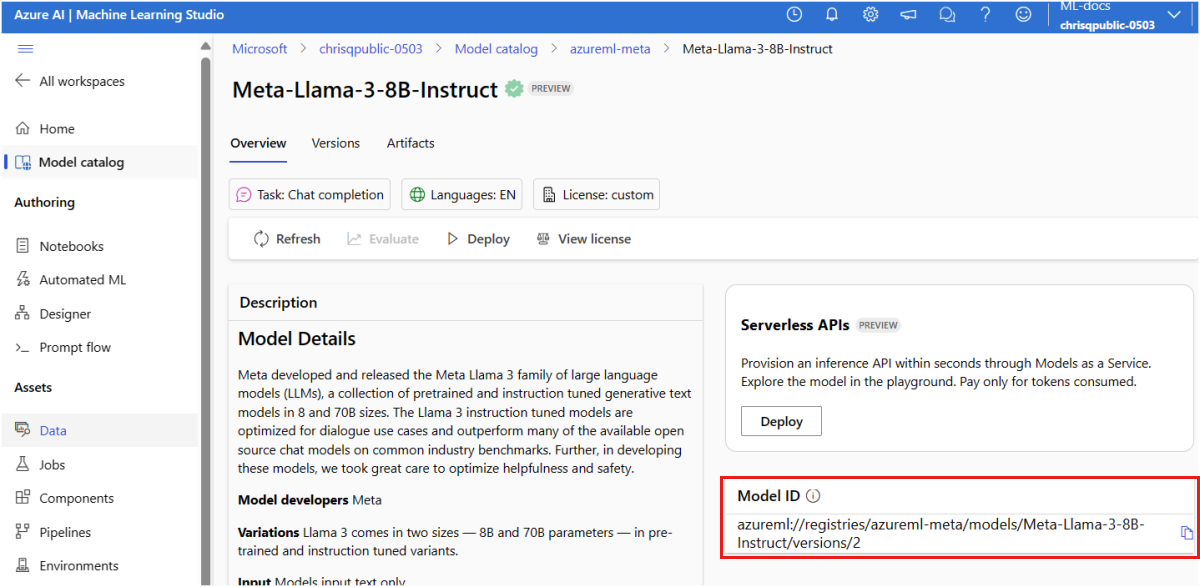 Azure AI | Machine Learning Studio
ML-docs
chrisqpublic-0503
All workspaces
Home
Model catalog
Authoring
Notebooks
Automated ML
Designer
Prompt flow
Assets
Data
Jobs
Components
Pipelines
Environments
Microsoft > chrisqpublic-0503 > Model catalog > azureml-meta > Meta-Llama-3-8B-Instruct
Meta-Llama-3-8B-Instruct PREVIEW
Overview Versions Artifacts
Task: Chat completion Languages: EN License: custom
Refresh Evaluate Deploy View license
Description
Model Details
Meta developed and released the Meta Llama 3 family of large language
models (LLMs), a collection of pretrained and instruction tuned generative text
models in 8 and 70B sizes. The Llama 3 instruction tuned models are
optimized for dialogue use cases and outperform many of the available open
source chat models on common industry benchmarks. Further, in developing
these models, we took great care to optimize helpfulness and safety.
Model developers Meta
Variations Llama 3 comes in two sizes — 8B and 70B parameters — in pre-
trained and instruction tuned variants.
Input Models input text only.
Serverless APIs PREVIEW
Provision an inference API within seconds through Models as a Service.
Explore the model in the playground. Pay only for tokens consumed.
Deploy
Model ID
azureml://registries/azureml-meta/models/Meta-Llama-3-8B-
Instruct/versions/2